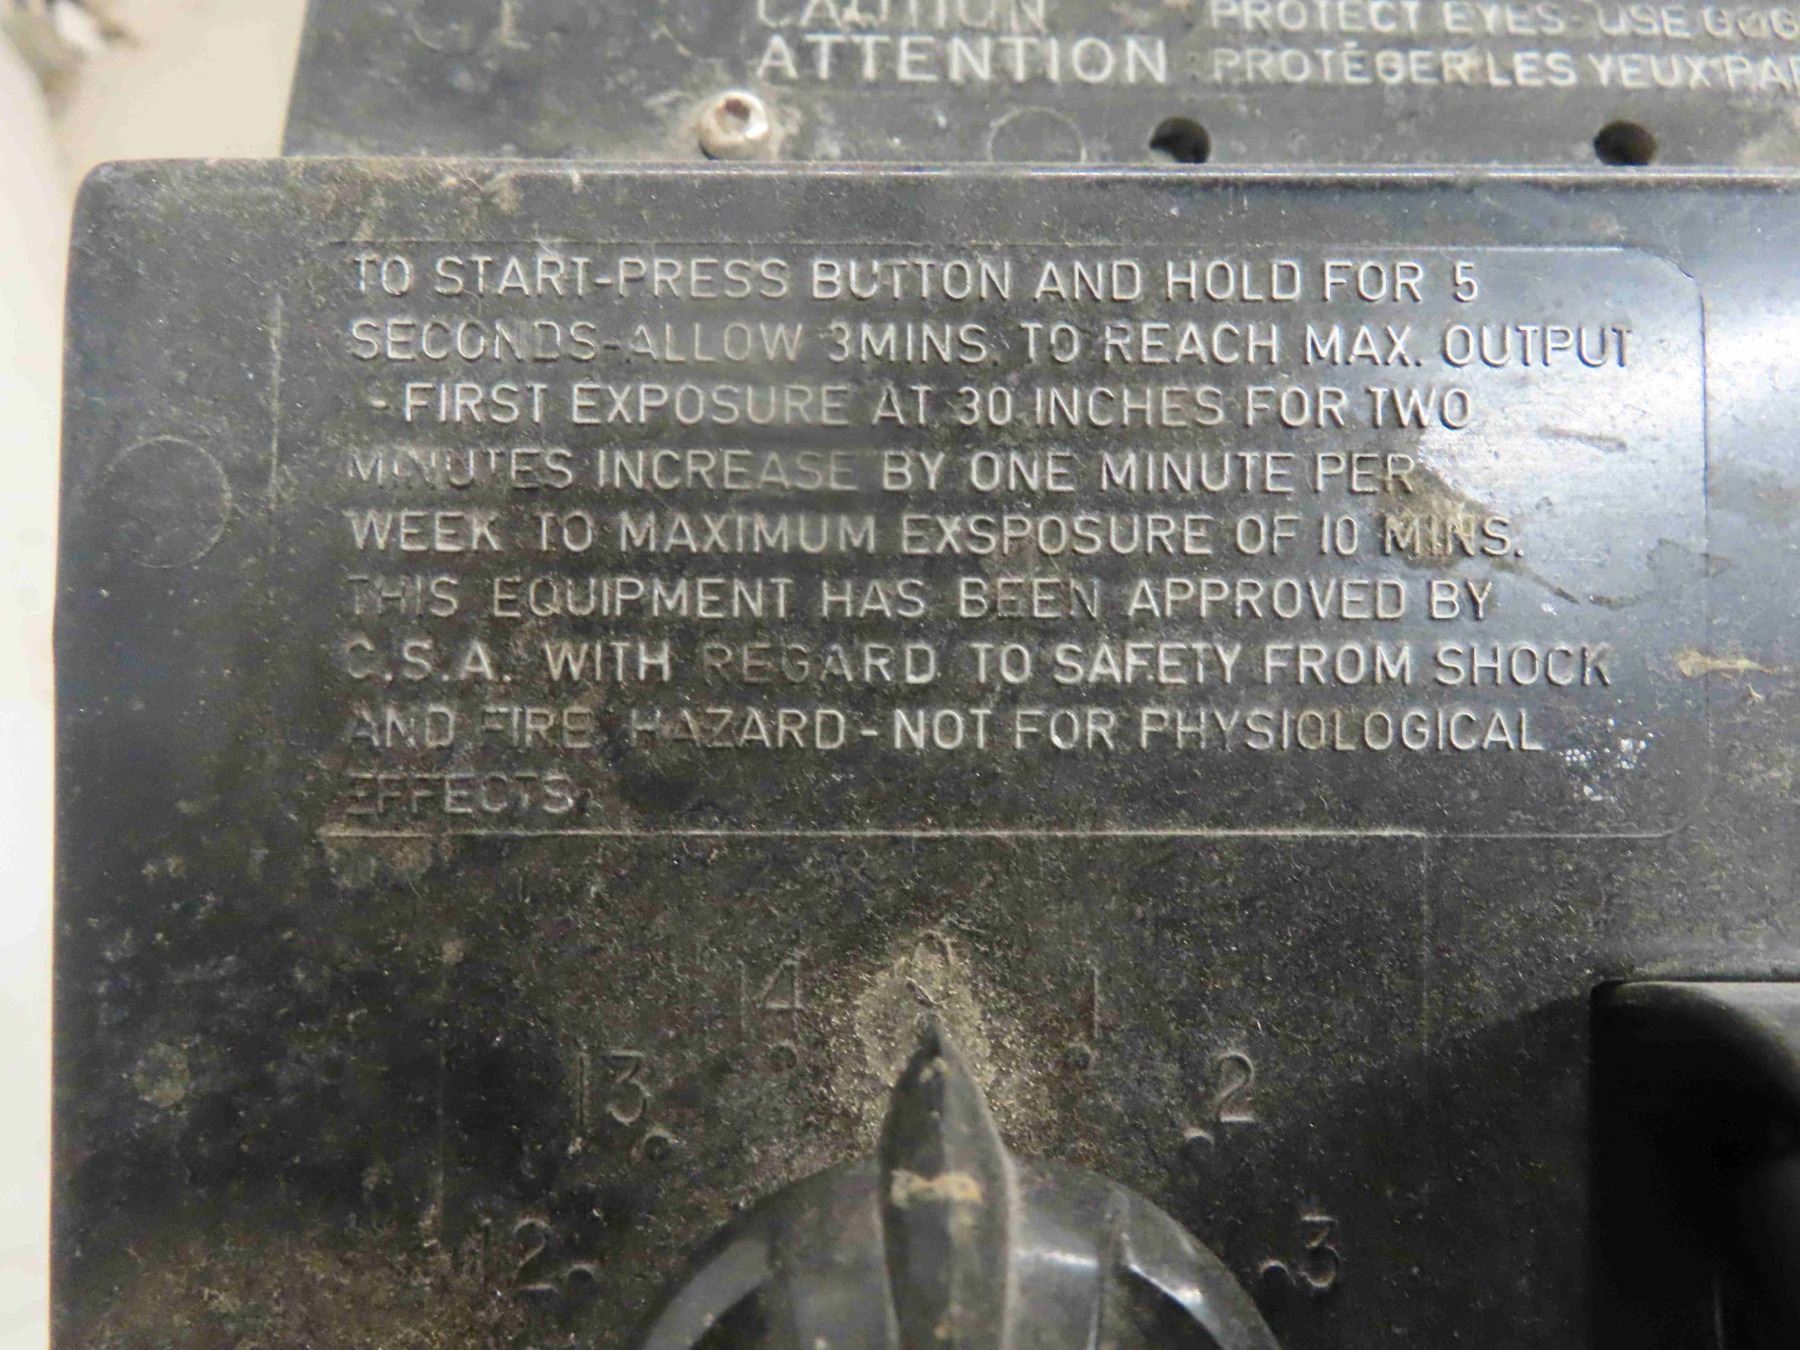 CAUTION PROTECT EYES - USE
ATTENTION PROTÉGER LES YEUX
TO START-PRESS BUTTON AND HOLD FOR 5
SECONDS-ALLOW 3MINS. TO REACH MAX. OUTPUT
-FIRST EXPOSURE AT 30 INCHES FOR TWO
MINUTES INCREASE BY ONE MINUTE PER
WEEK TO MAXIMUM EXSPOSURE OF 10 MINS.
THIS EQUIPMENT HAS BEEN APPROVED BY
C.S.A. WITH REGARD TO SAFETY FROM SHOCK
AND FIRE HAZARD-NOT FOR PHYSIOLOGICAL
EFFECTS.
14 1
13 2
12 3